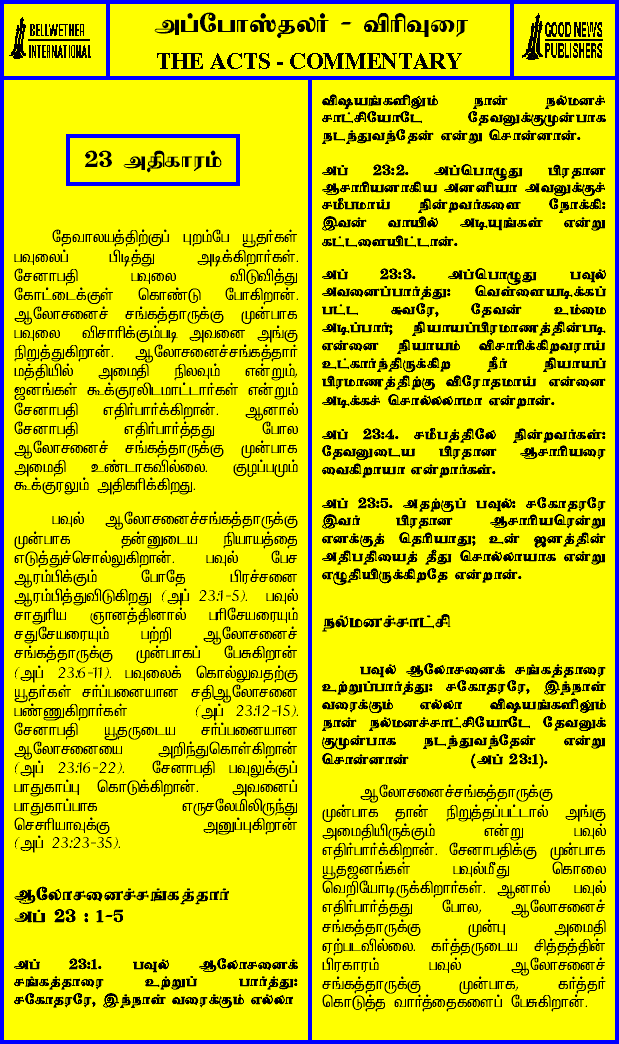 BELLWETHER
INTERNATIONAL
அப்போஸ்தலர் - விரிவுரை
THE ACTS - COMMENTARY
GOOD NEWS
PUBLISHERS
23 அதிகாரம்
தேவாலயத்திற்குப் புறம்பே யூதர்கள்
பவுலைப் பிடித்து அடிக்கிறார்கள்.
சேனாபதி பவுலை விடுவித்து
கோட்டைக்குள் கொண்டு போகிறான்.
ஆலோசனைச் சங்கத்தாருக்கு முன்பாக
பவுலை விசாரிக்கும்படி அவனை அங்கு
நிறுத்துகிறான். ஆலோசனைச்சங்கத்தார்
மத்தியில் அமைதி நிலவும் என்றும்,
ஜனங்கள் கூக்குரலிடமாட்டார்கள் என்றும்
சேனாபதி எதிர்பார்க்கிறான். ஆனால்
சேனாபதி எதிர்பார்த்தது போல
ஆலோசனைச் சங்கத்தாருக்கு முன்பாக
அமைதி உண்டாகவில்லை. குழப்பமும்
கூக்குரலும் அதிகரிக்கிறது.
பவுல் ஆலோசனைச்சங்கத்தாருக்கு
முன்பாக தன்னுடைய நியாயத்தை
எடுத்துச்சொல்லுகிறான். பவுல் பேச
ஆரம்பிக்கும் போதே பிரச்சனை
ஆரம்பித்துவிடுகிறது (அப் 23:1-5). பவுல்
சாதுரிய ஞானத்தினால் பரிசேயரையும்
சதுசேயரையும் பற்றி ஆலோசனைச்
சங்கத்தாருக்கு முன்பாகப் பேசுகிறான்
(அப் 23:6-11). பவுலைக் கொல்லுவதற்கு
யூதர்கள் சர்ப்பனையான சதிஆலோசனை
பண்ணுகிறார்கள் (அப் 23:12-15).
சேனாபதி யூதருடைய சர்ப்பனையான
ஆலோசனையை அறிந்துகொள்கிறான்
(அப் 23:16-22). சேனாபதி பவுலுக்குப்
பாதுகாப்பு கொடுக்கிறான். அவனைப்
பாதுகாப்பாக எருசலேமிலிருந்து
செசரியாவுக்கு அனுப்புகிறான்
(அப் 23:23-35).
ஆலோசனைச்சங்கத்தார்
அப் 23 : 1-5
அப் 23:1. பவுல் ஆலோசனைக்
சங்கத்தாரை உற்றுப் பார்த்து:
சகோதரரே, இந்நாள் வரைக்கும் எல்லா
விஷயங்களிலும் நான் நல்மனச்
சாட்சியோடே தேவனுக்குமுன்பாக
நடந்துவந்தேன் என்று சொன்னான்.
அப் 23:2. அப்பொழுது பிரதான
ஆசாரியனாகிய அனனியா அவனுக்குச்
சமீபமாய் நின்றவர்களை நோக்கி:
இவன் வாயில் அடியுங்கள் என்று
கட்டளையிட்டான்.
அப் 23:3. அப்பொழுது பவுல்
அவனைப்பார்த்து: வெள்ளையடிக்கப்
பட்ட சுவரே, தேவன் உம்மை
அடிப்பார்; நியாயப்பிரமாணத்தின்படி
என்னை நியாயம் விசாரிக்கிறவராய்
உட்கார்ந்திருக்கிற நீர் நியாயப்
பிரமாணத்திற்கு விரோதமாய் என்னை
அடிக்கச் சொல்லலாமா என்றான்.
அப் 23:4. சமீபத்திலே நின்றவர்கள்:
தேவனுடைய பிரதான ஆசாரியரை
வைகிறாயா என்றார்கள்.
அப் 23:5. அதற்குப் பவுல்: சகோதரரே
இவர் பிரதான ஆசாரியரென்று
எனக்குத் தெரியாது; உன் ஜனத்தின்
அதிபதியைத் தீது சொல்லாயாக என்று
எழுதியிருக்கிறதே என்றான்.
நல்மனச்சாட்சி
பவுல் ஆலோசனைக் சங்கத்தாரை
உற்றுப்பார்த்து: சகோதரரே, இந்நாள்
வரைக்கும் எல்லா விஷயங்களிலும்
நான் நல்மனச்சாட்சியோடே தேவனுக்
குமுன்பாக நடந்துவந்தேன் என்று
சொன்னான் (அப் 23:1).
ஆலோசனைச்சங்கத்தாருக்கு
முன்பாக தான் நிறுத்தப்பட்டால் அங்கு
அமைதியிருக்கும் என்று பவுல்
எதிர்பார்க்கிறான். சேனாபதிக்கு முன்பாக
யூதஜனங்கள் பவுல்மீது கொலை
வெறியோடிருக்கிறார்கள். ஆனால் பவுல்
எதிர்பார்த்தது போல, ஆலோசனைச்
சங்கத்தாருக்கு முன்பு அமைதி
ஏற்படவில்லை. கர்த்தருடைய சித்தத்தின்
பிரகாரம் பவுல் ஆலோசனைச்
சங்கத்தாருக்கு முன்பாக, கர்த்தர்
கொடுத்த வார்த்தைகளைப் பேசுகிறான்.